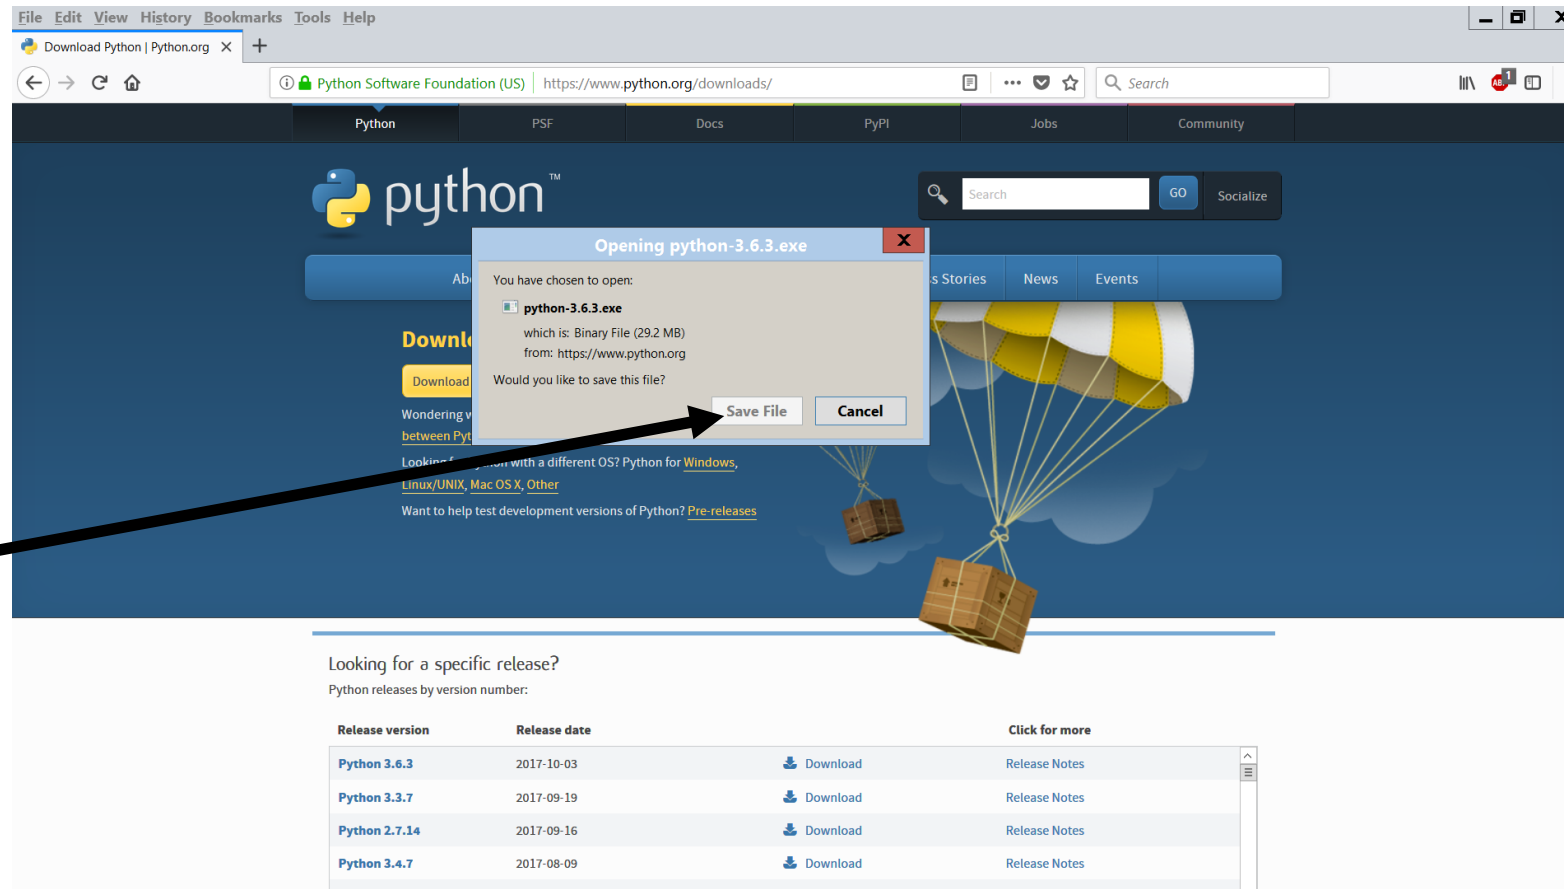 File Edit View History Bookmarks Tools Help
Download Python | Python.org
Python Software Foundation (US) https://www.python.org/downloads/ Search
1
Python PSF Docs PyPI Jobs Community
python™
Search GO Socialize
Opening python-3.6.3.exe X
You have chosen to open:
python-3.6.3.exe
which is: Binary File (29.2 MB)
from: https://www.python.org
Would you like to save this file?
Save File Cancel
Stories News Events
Download
Wondering
between
Looking with a different OS? Python for Windows,
Linux/UNIX, Mac OS X, Other
Want to help test development versions of Python? Pre-releases
Looking for a specific release?
Python releases by version number:
Release version Release date Click for more
Python 3.6.3 2017-10-03 Download Release Notes
Python 3.3.7 2017-09-19 Download Release Notes
Python 2.7.14 2017-09-16 Download Release Notes
Python 3.4.7 2017-08-09 Download Release Notes